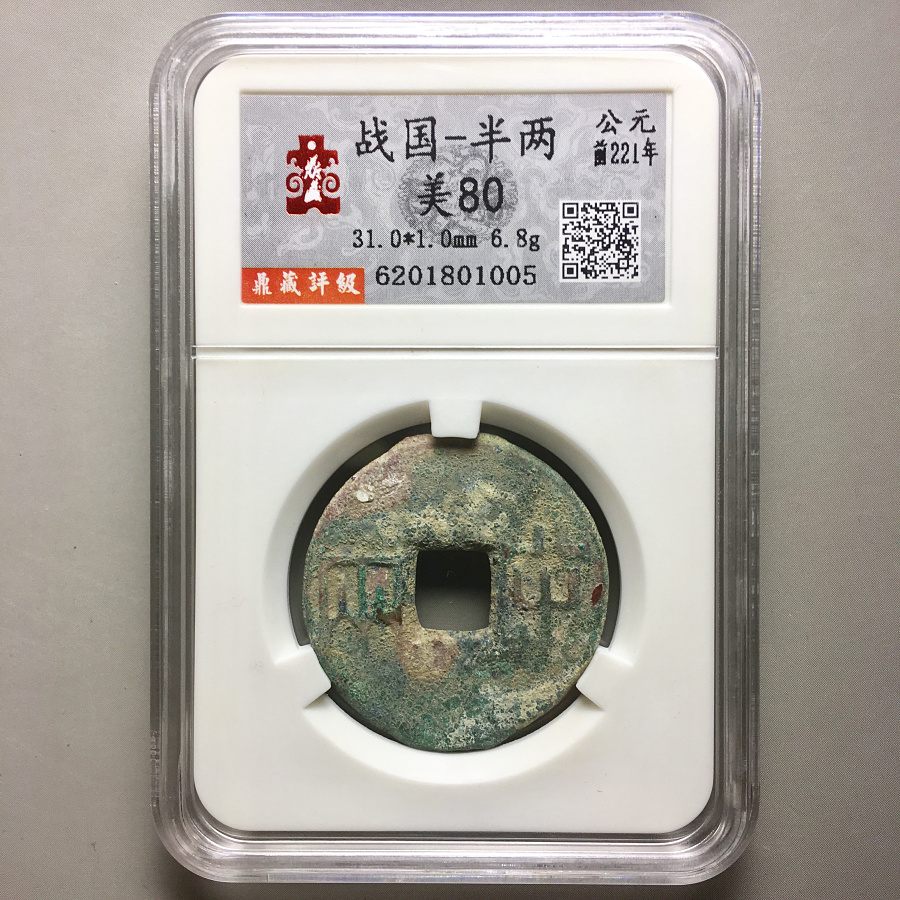 战国-半两
公元
前221年
美80
31.0*1.0mm 6.8g
鼎藏評級
6201801005
半
两